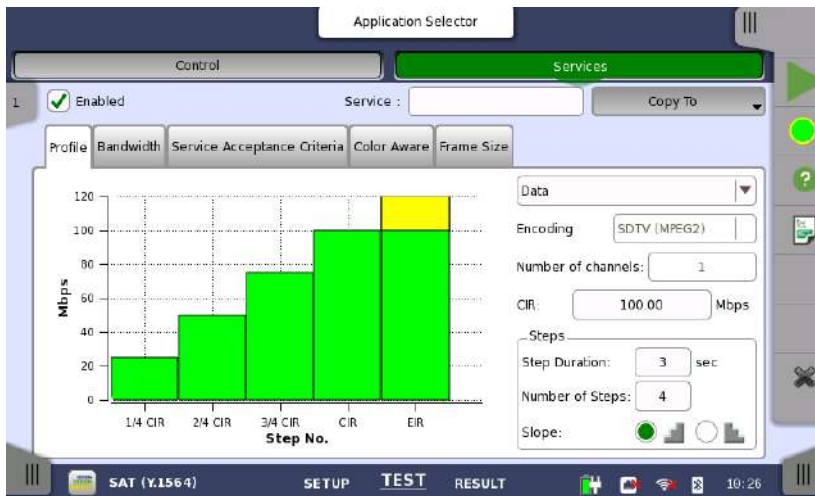 Application Selector
Control
Services
1
Enabled
Service :
Copy To
Profile
Bandwidth
Service Acceptance Criteria
Color Aware
Frame Size
120
100
80
60
40
20
0
Mbps
1/4 CIR
2/4 CIR
3/4 CIR
CIR
EIR
Step No.
Data
Encoding
SDTV (MPEG2)
Number of channels:
1
CIR:
100.00
Mbps
Steps
Step Duration:
3
sec
Number of Steps:
4
Slope:
SAT (Y.1564)
SETUP
TEST
RESULT
10:26